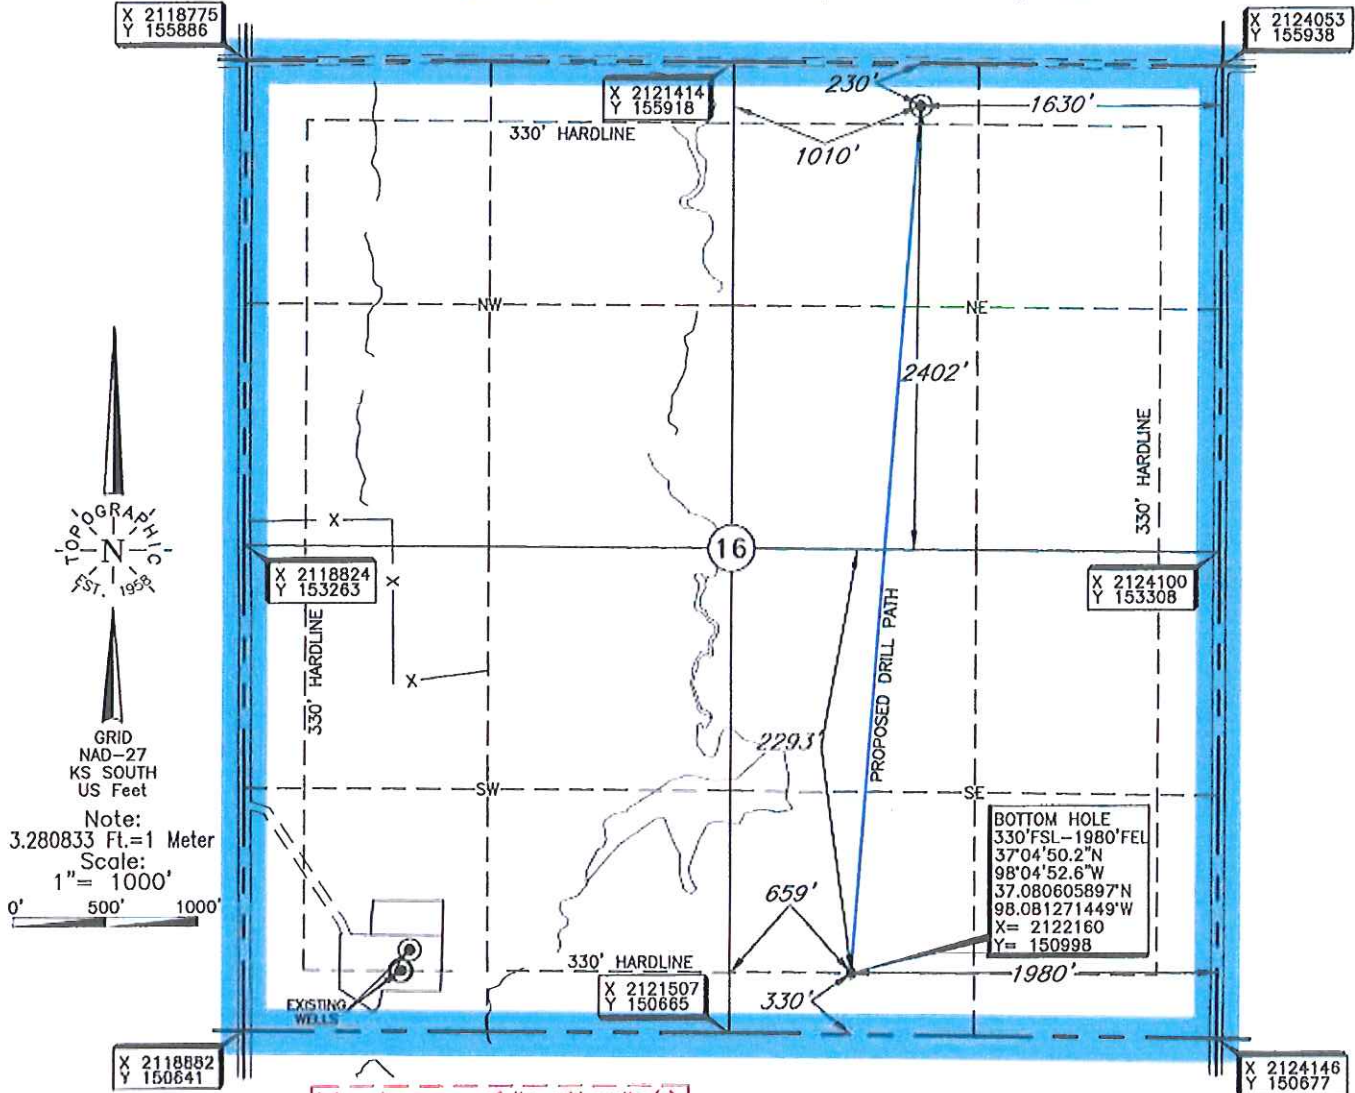 X 2118775
Y 155886
X 2124053
Y 155938
X 2121414
Y 155918
230'
1630'
330' HARDLINE
1010'
NW
NE
2402'
330' HARDLINE
TOPOGRAPHIC
N
EST. 1958
16
X 2118824
Y 153263
X 2124100
Y 153308
330' HARDLINE
PROPOSED DRILL PATH
GRID
NAD-27
KS SOUTH
US Feet
2293'
SW
SE
Note:
3.280833 Ft.=1 Meter
Scale:
1"= 1000'
0' 500' 1000'
BOTTOM HOLE
330'FSL-1980'FEL
37°04'50.2"N
98°04'52.6"W
37.080605897°N
98.081271449°W
X= 2122160
Y= 150998
659'
330' HARDLINE
1980'
X 2121507
Y 150665
330'
EXISTING
WELLS
X 2118882
Y 150641
X 2124146
Y 150677
X
X
X